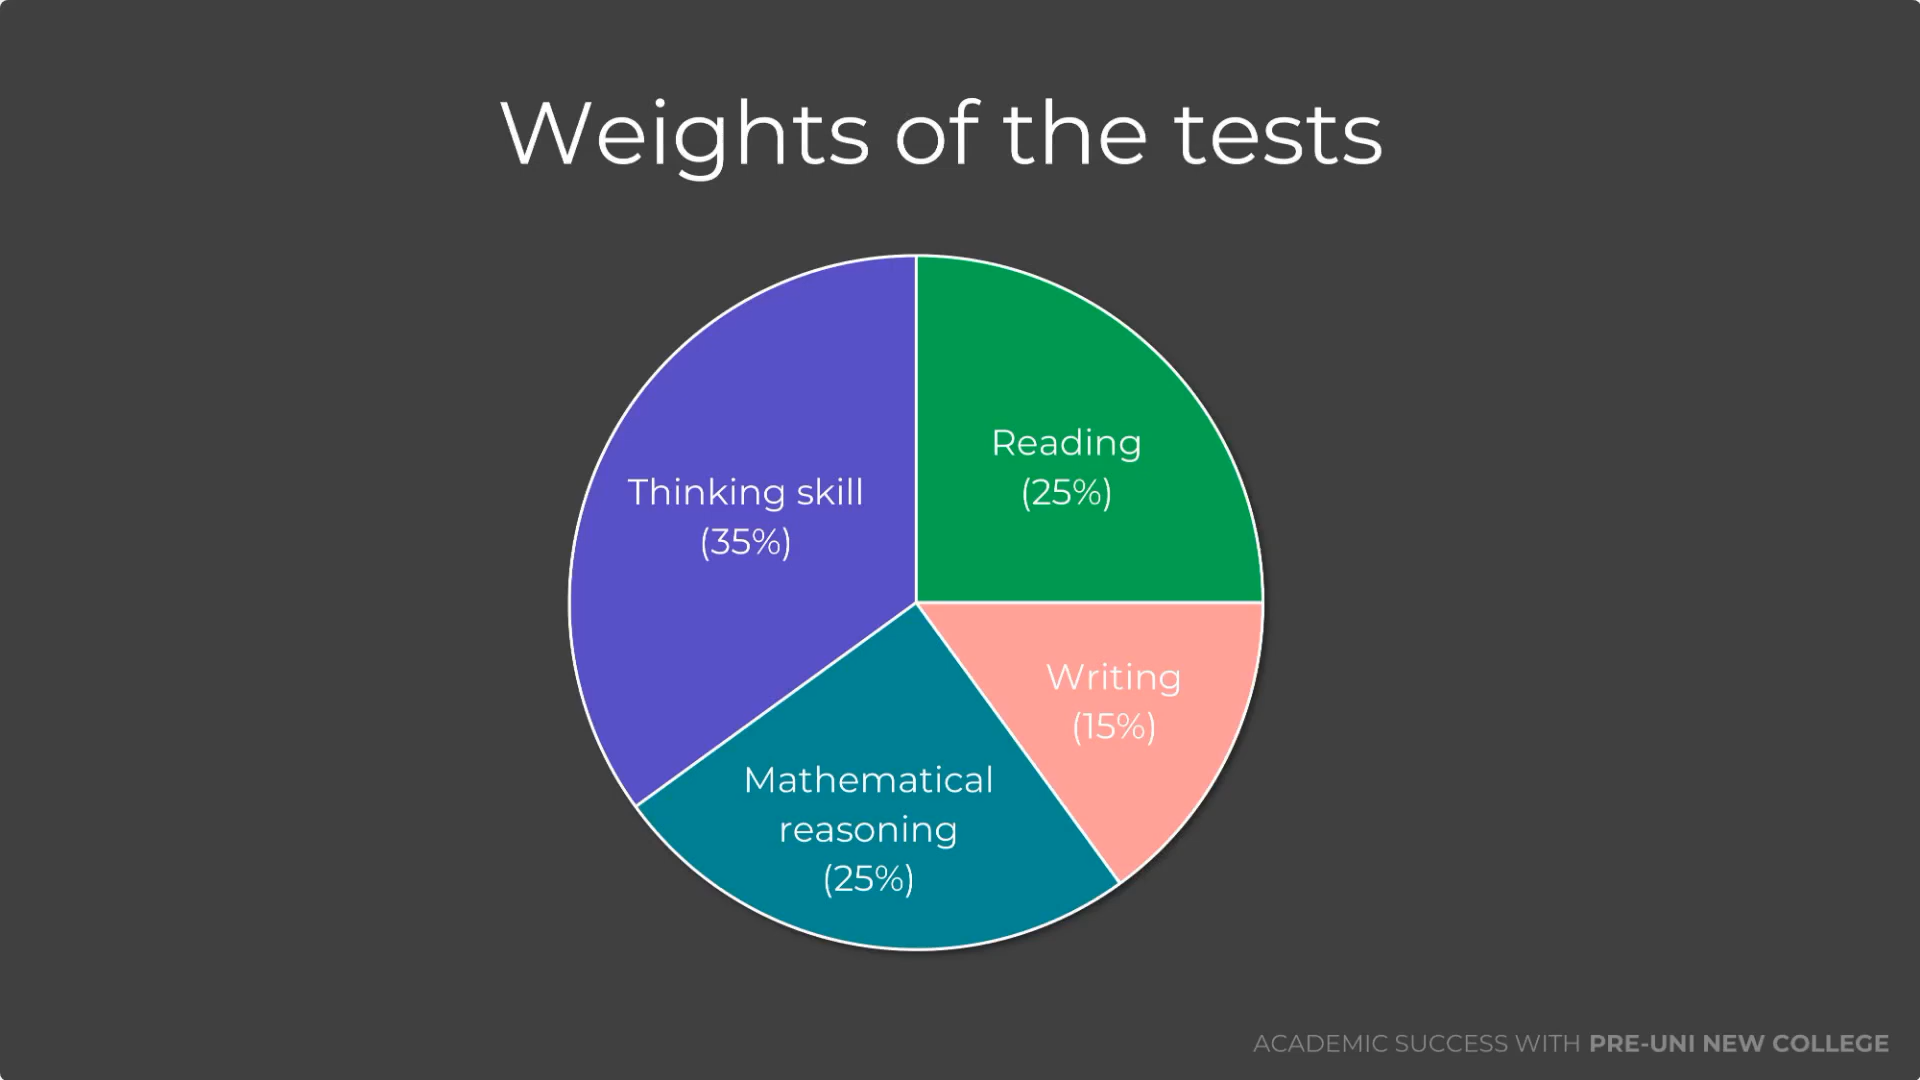 Weights of the tests
Thinking skill
(35%)
Reading
(25%)
Writing
(15%)
Mathematical
reasoning
(25%)
ACADEMIC SUCCESS WITH PRE-UNI NEW COLLEGE